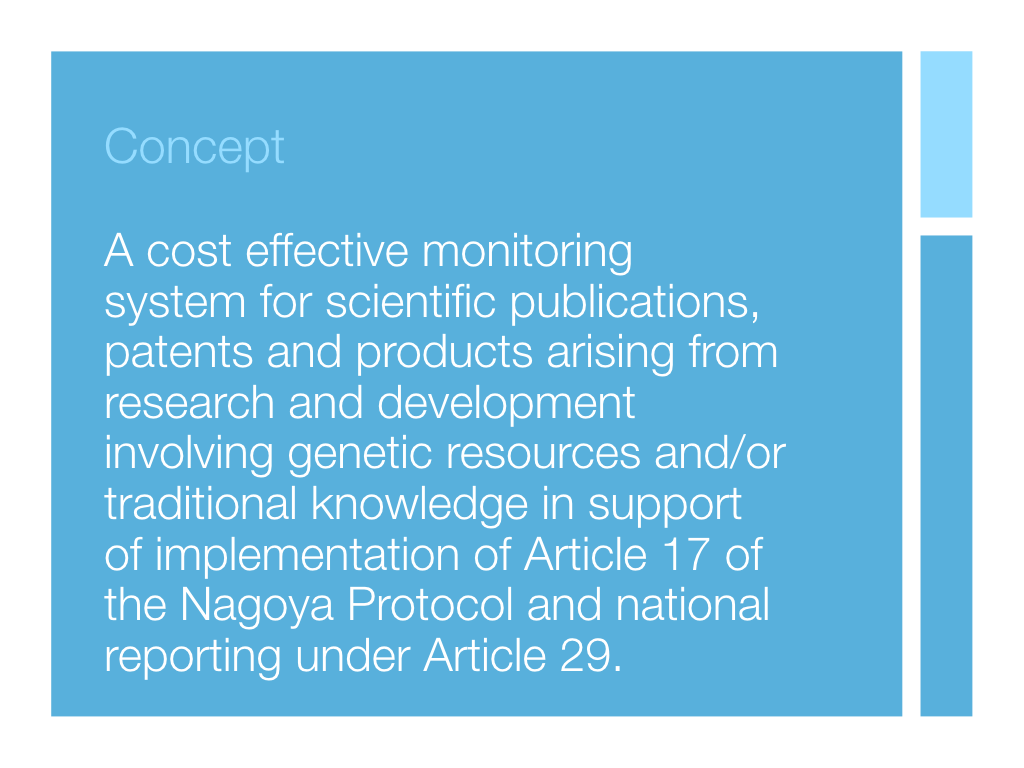 Concept
A cost effective monitoring
system for scientific publications,
patents and products arising from
research and development
involving genetic resources and/or
traditional knowledge in support
of implementation of Article 17 of
the Nagoya Protocol and national
reporting under Article 29.